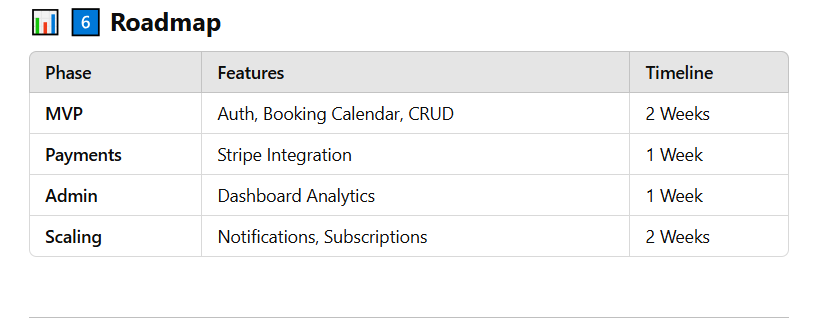 📊 6️⃣ Roadmap
Phase Features Timeline
MVP Auth, Booking Calendar, CRUD 2 Weeks
Payments Stripe Integration 1 Week
Admin Dashboard Analytics 1 Week
Scaling Notifications, Subscriptions 2 Weeks